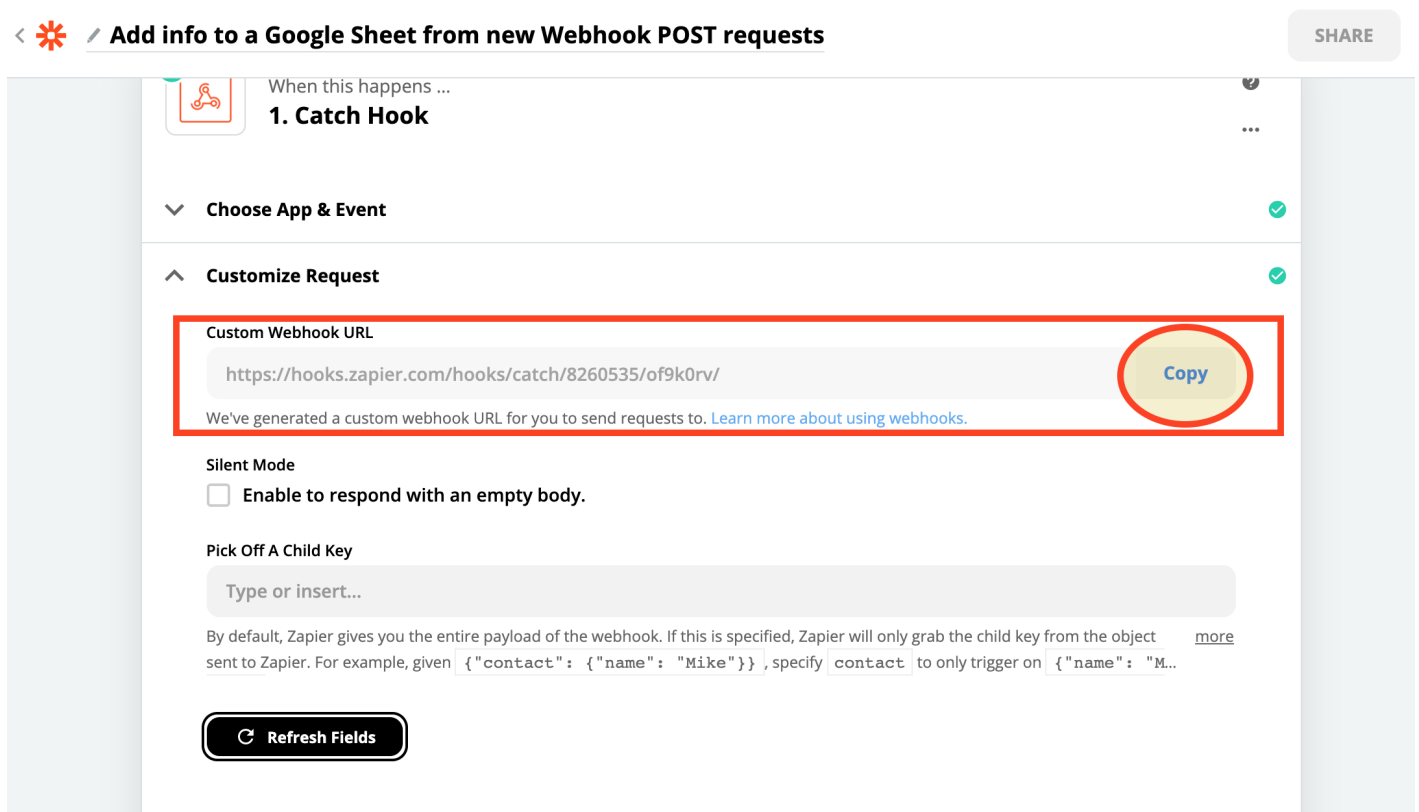 Add info to a Google Sheet from new Webhook POST requests
SHARE
When this happens ...
1. Catch Hook
?
Choose App & Event
Customize Request
Custom Webhook URL
https://hooks.zapier.com/hooks/catch/8260535/of9k0rv/
Copy
We've generated a custom webhook URL for you to send requests to. Learn more about using webhooks.
Silent Mode
Enable to respond with an empty body.
Pick Off A Child Key
Type or insert...
By default, Zapier gives you the entire payload of the webhook. If this is specified, Zapier will only grab the child key from the object more
sent to Zapier. For example, given {"contact": {"name": "Mike"}} , specify contact to only trigger on {"name": "M...
Refresh Fields